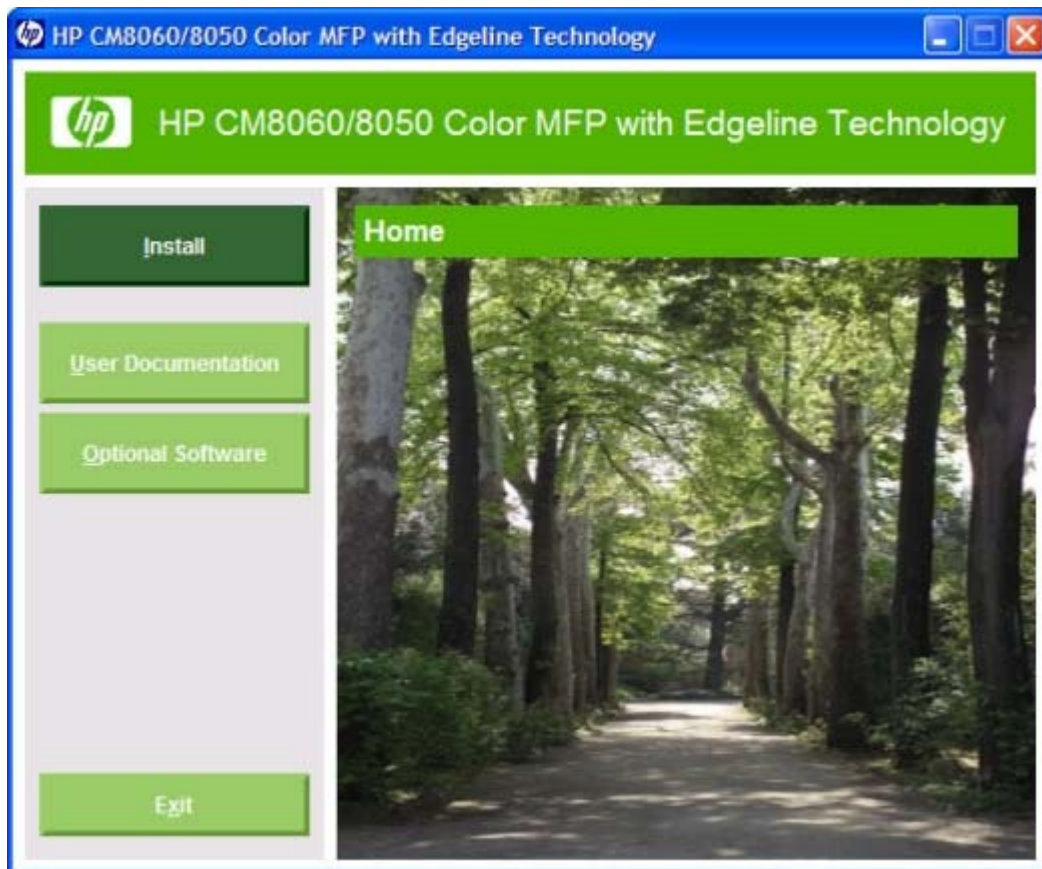 HP CM8060/8050 Color MFP with Edgeline Technology
hp HP CM8060/8050 Color MFP with Edgeline Technology
Install
Home
User Documentation
Optional Software
Exit